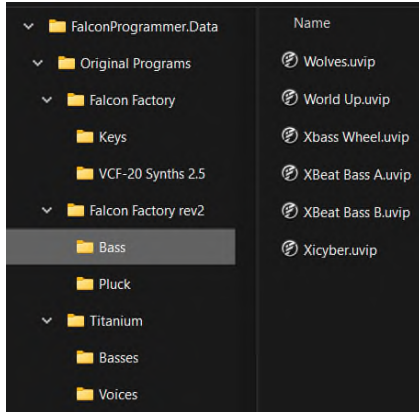 FalconProgrammer.Data
Original Programs
Falcon Factory
Keys
VCF-20 Synths 2.5
Falcon Factory rev2
Bass
Pluck
Titanium
Basses
Voices
Name
Wolves.uvip
World Up.uvip
Xbass Wheel.uvip
XBeat Bass A.uvip
XBeat Bass B.uvip
Xicyber.uvip